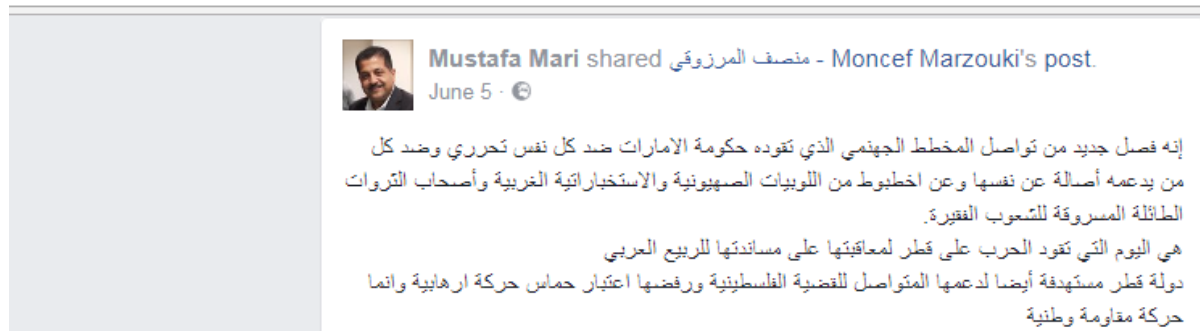 Mustafa Mari shared منصف المرزوقي - Moncef Marzouki's post.
June 5 ·
إنه فصل جديد من تواصل المخطط الجهنمي الذي تقوده حكومة الامارات ضد كل نفس تحرري وضد كل
من يدعمه أصالة عن نفسها وعن اخطبوط من اللوبيات الصهيونية والاستخباراتية الغربية وأصحاب الثروات
الطائلة المسروقة للشعوب الفقيرة.
هي اليوم التي تقود الحرب على قطر لمعاقبتها على مساندتها للربيع العربي
دولة قطر مستهدفة أيضا لدعمها المتواصل للقضية الفلسطينية ورفضها اعتبار حماس حركة ارهابية وانما
حركة مقاومة وطنية